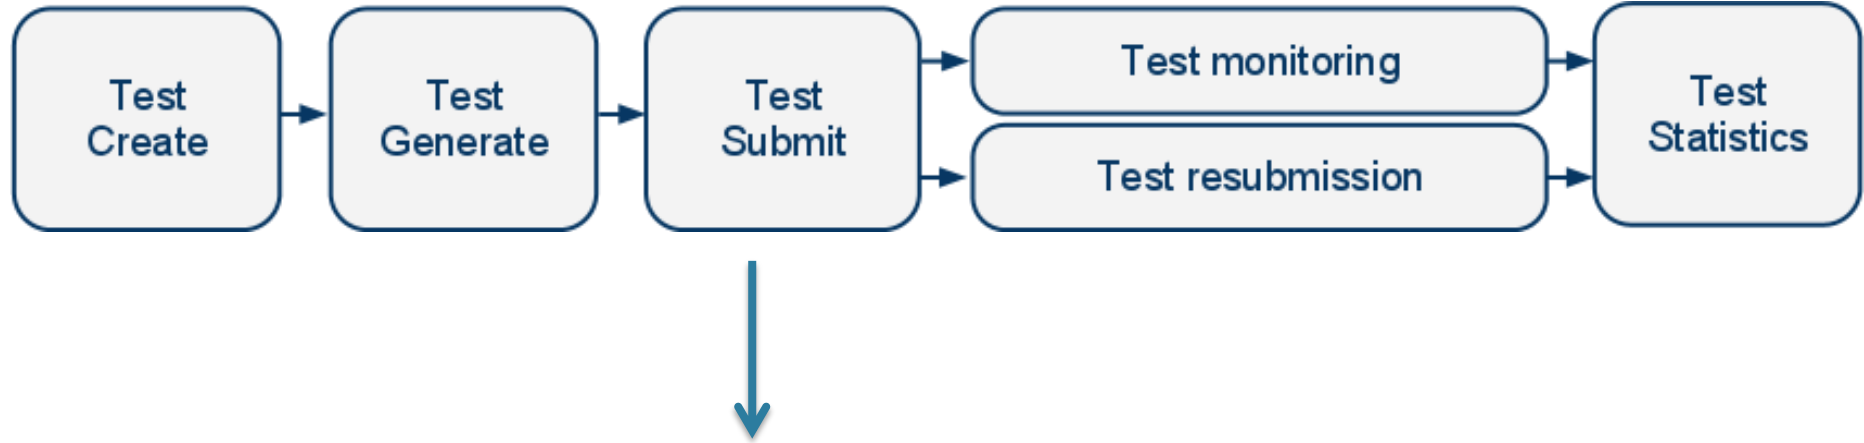 Test
Create
Test
Generate
Test
Submit
Test monitoring
Test resubmission
Test
Statistics